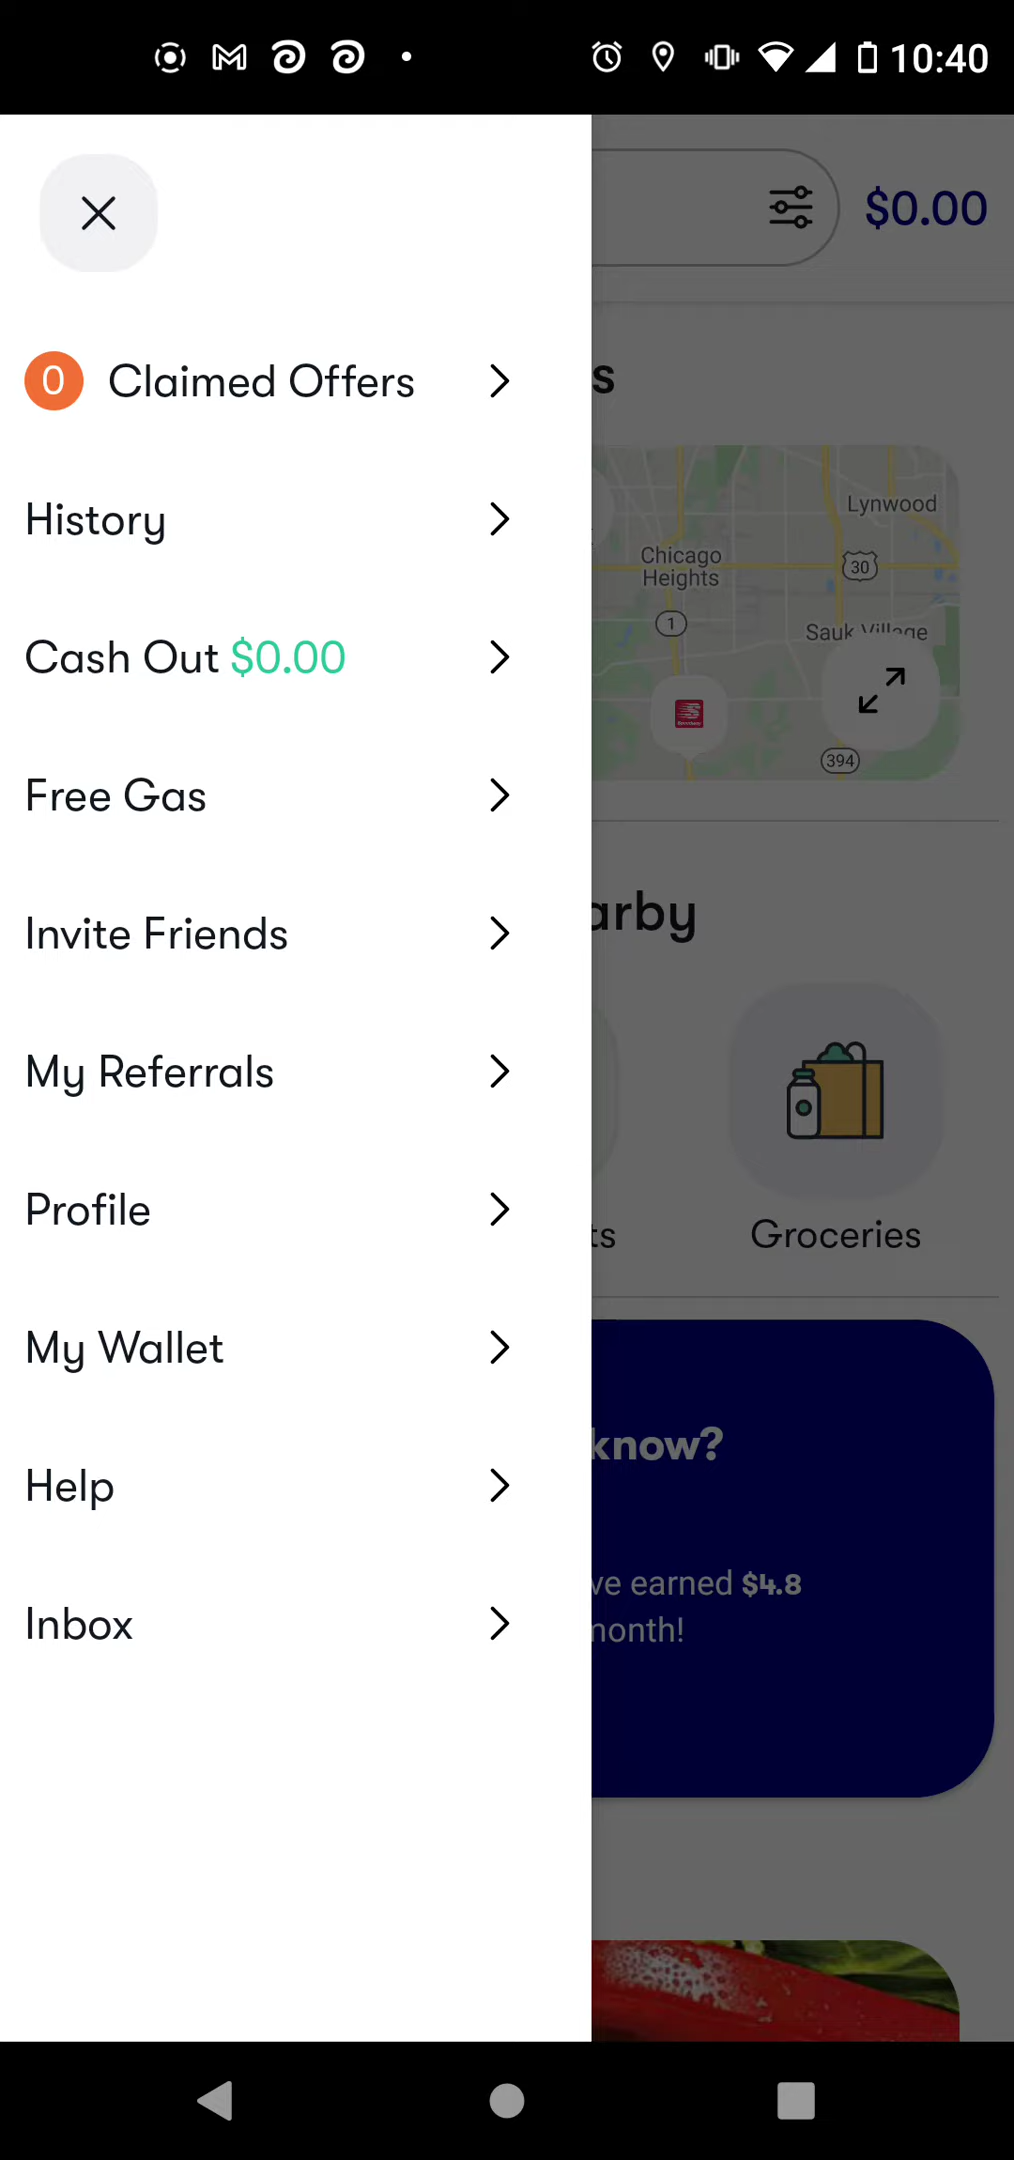 10:40
$0.00
0 Claimed Offers
s
Lynwood
Chicago
Heights
30
1
Sauk Village
394
History
Cash Out $0.00
Free Gas
Invite Friends
arby
My Referrals
Profile
ts
Groceries
My Wallet
know?
Help
ve earned $4.8
nonth!
Inbox